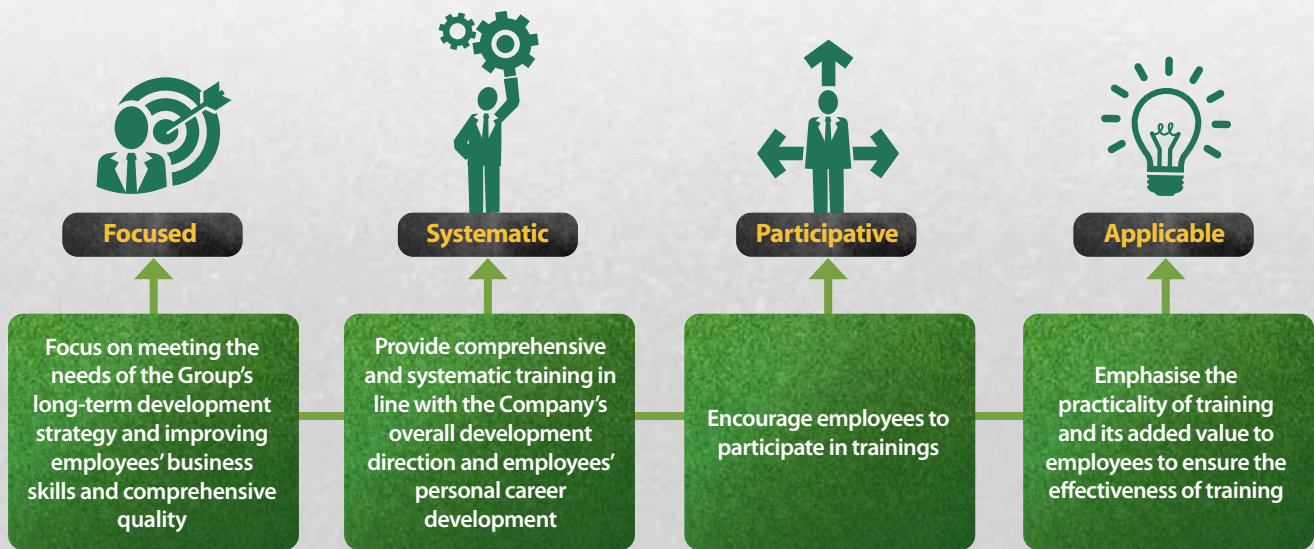 Focused
Systematic
Participative
Applicable
Focus on meeting the
needs of the Group's
long-term development
strategy and improving
employees' business
skills and comprehensive
quality
Provide comprehensive
and systematic training in
line with the Company's
overall development
direction and employees'
personal career
development
Encourage employees to
participate in trainings
Emphasise the
practicality of training
and its added value to
employees to ensure the
effectiveness of training